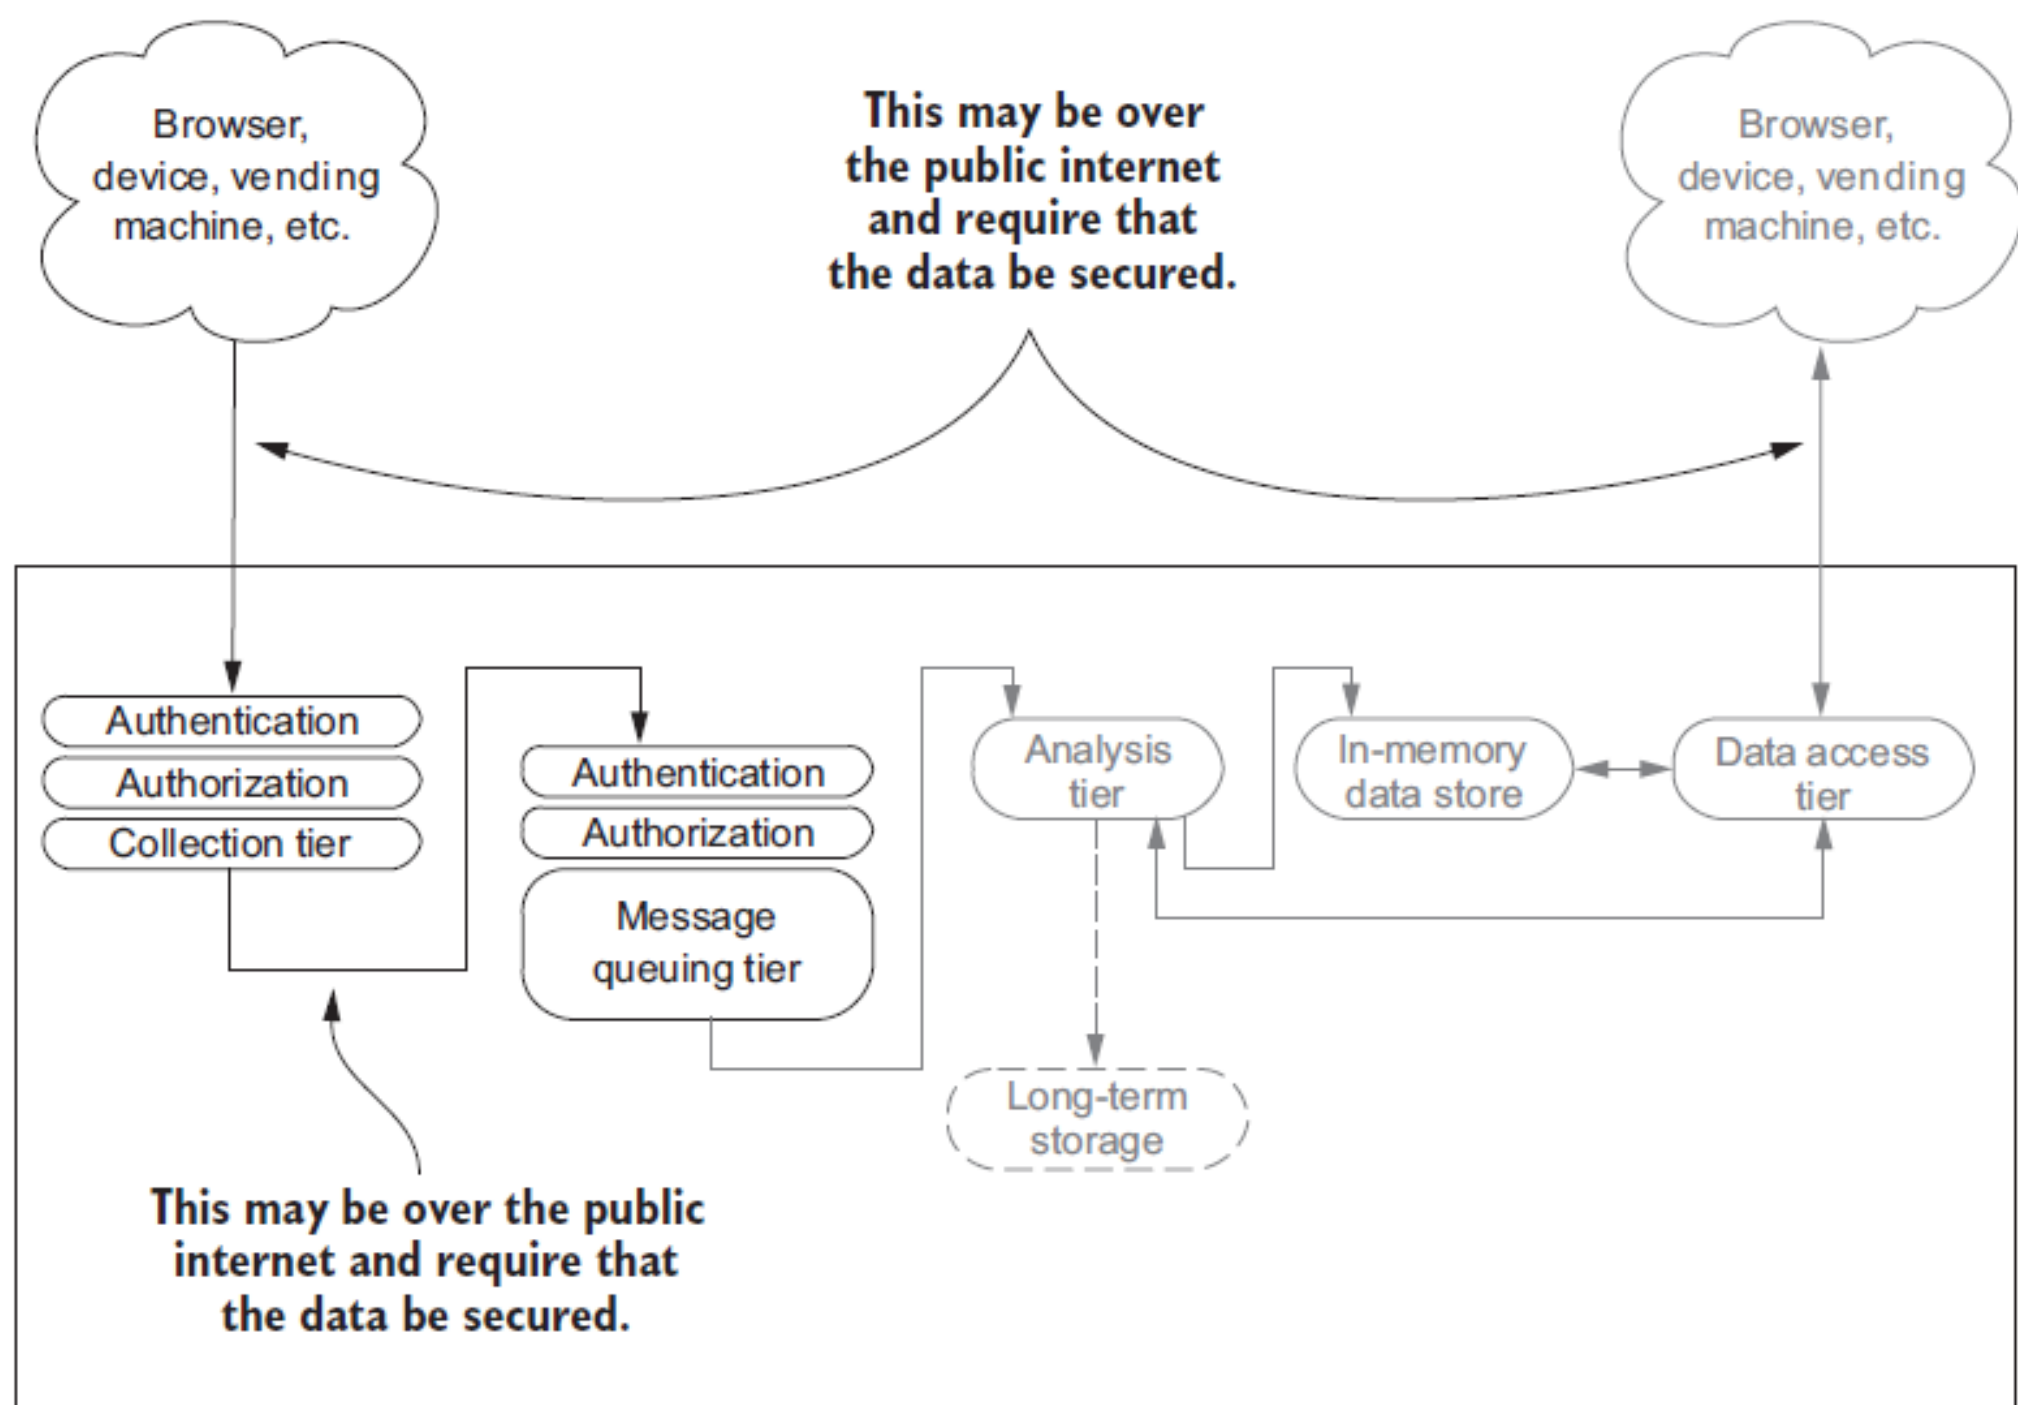 Browser,
device, vending
machine, etc.
This may be over
the public internet
and require that
the data be secured.
Browser,
device, vending
machine, etc.
Authentication
Authorization
Collection tier
Authentication
Authorization
Message
queuing tier
Analysis
tier
In-memory
data store
Data access
tier
Long-term
storage
This may be over the public
internet and require that
the data be secured.